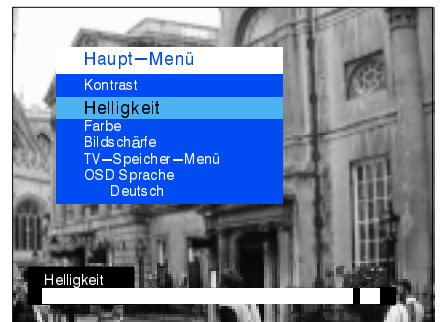 Haupt–Menü
Kontrast
Helligkeit
Farbe
Bildschärfe
TV–Speicher–Menü
OSD Sprache
Deutsch
Helligkeit